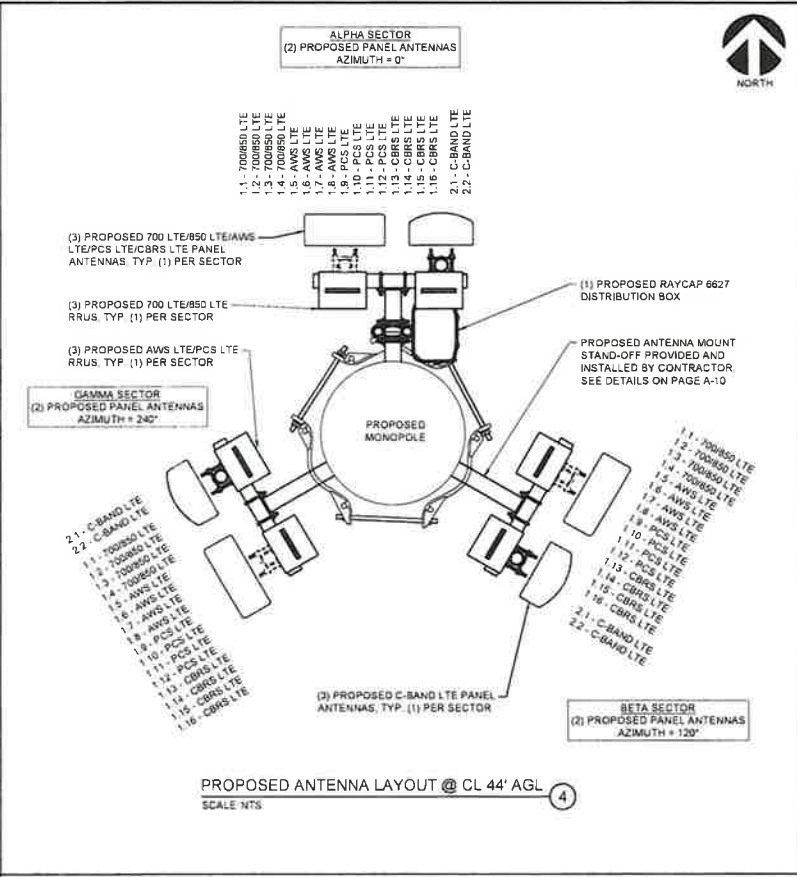 ALPHA SECTOR
(2) PROPOSED PANEL ANTENNAS
AZIMUTH = 0°
NORTH
1.1 - 700/850 LTE
1.2 - 700/850 LTE
1.3 - 700/850 LTE
1.4 - 700/850 LTE
1.5 - AWS LTE
1.6 - AWS LTE
1.7 - AWS LTE
1.8 - AWS LTE
1.9 - PCS LTE
1.10 - PCS LTE
1.11 - PCS LTE
1.12 - PCS LTE
1.13 - CBRS LTE
1.14 - CBRS LTE
1.15 - CBRS LTE
1.16 - CBRS LTE
2.1 - C-BAND LTE
2.2 - C-BAND LTE
(3) PROPOSED 700 LTE/850 LTE/AWS
LTE/PCS LTE/CBRS LTE PANEL
ANTENNAS, TYP. (1) PER SECTOR
(3) PROPOSED 700 LTE/850 LTE
RRUS, TYP. (1) PER SECTOR
(3) PROPOSED AWS LTE/PCS LTE
RRUS, TYP. (1) PER SECTOR
(1) PROPOSED RAYCAP 6627
DISTRIBUTION BOX
PROPOSED ANTENNA MOUNT
STAND-OFF PROVIDED AND
INSTALLED BY CONTRACTOR,
SEE DETAILS ON PAGE A-10
GAMMA SECTOR
(2) PROPOSED PANEL ANTENNAS
AZIMUTH = 240°
PROPOSED
MONOPOLE
2.1 - C-BAND LTE
2.2 - C-BAND LTE
1.1 - 700/850 LTE
1.2 - 700/850 LTE
1.3 - 700/850 LTE
1.4 - 700/850 LTE
1.5 - AWS LTE
1.6 - AWS LTE
1.7 - AWS LTE
1.8 - AWS LTE
1.9 - PCS LTE
1.10 - PCS LTE
1.11 - PCS LTE
1.12 - PCS LTE
1.13 - CBRS LTE
1.14 - CBRS LTE
1.15 - CBRS LTE
1.16 - CBRS LTE
1.1 - 700/850 LTE
1.2 - 700/850 LTE
1.3 - 700/850 LTE
1.4 - 700/850 LTE
1.5 - AWS LTE
1.6 - AWS LTE
1.7 - AWS LTE
1.8 - AWS LTE
1.9 - PCS LTE
1.10 - PCS LTE
1.11 - PCS LTE
1.12 - PCS LTE
1.13 - CBRS LTE
1.14 - CBRS LTE
1.15 - CBRS LTE
1.16 - CBRS LTE
2.1 - C-BAND LTE
2.2 - C-BAND LTE
(3) PROPOSED C-BAND LTE PANEL
ANTENNAS, TYP. (1) PER SECTOR
BETA SECTOR
(2) PROPOSED PANEL ANTENNAS
AZIMUTH = 120°
PROPOSED ANTENNA LAYOUT @ CL 44' AGL
SCALE: NTS
4